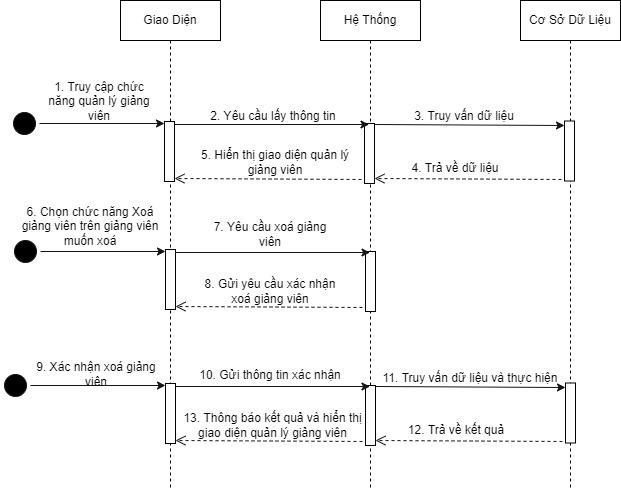 Giao Diện
Hệ Thống
Cơ Sở Dữ Liệu
1. Truy cập chức
năng quản lý giảng
viên
2. Yêu cầu lấy thông tin
3. Truy vấn dữ liệu
5. Hiển thị giao diện quản lý
giảng viên
4. Trả về dữ liệu
6. Chọn chức năng Xoá
giảng viên trên giảng viên
muốn xoá
7. Yêu cầu xoá giảng
viên
8. Gửi yêu cầu xác nhận
xoá giảng viên
9. Xác nhận xoá giảng
viên
10. Gửi thông tin xác nhận
11. Truy vấn dữ liệu và thực hiện
13. Thông báo kết quả và hiển thị
giao diện quản lý giảng viên
12. Trả về kết quả